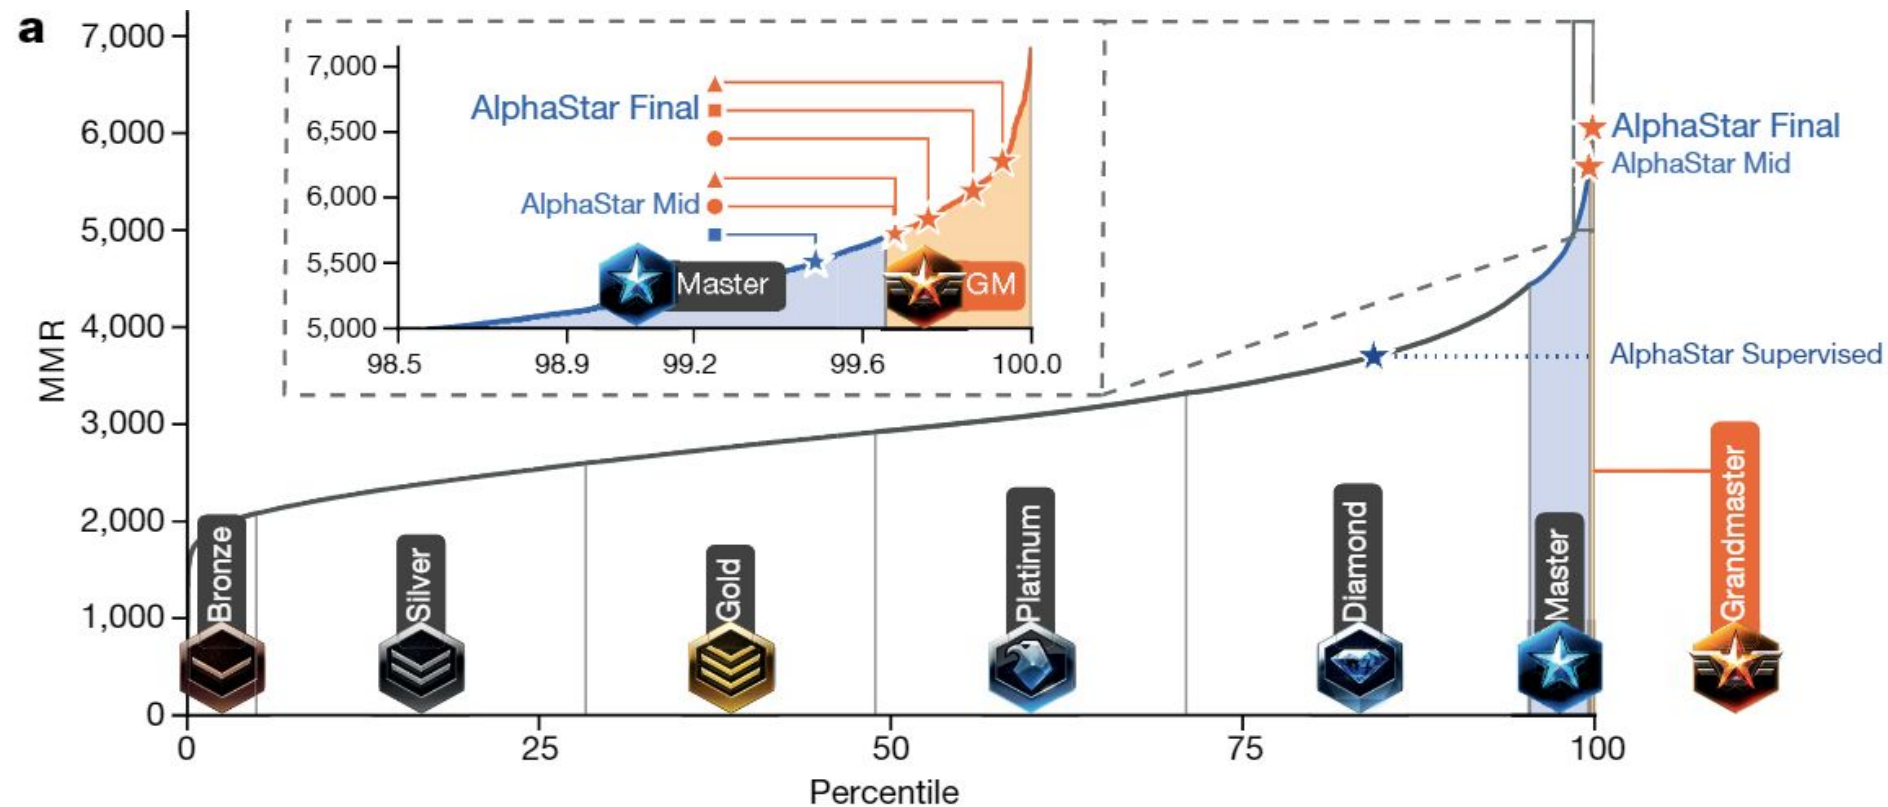 a
7,000
6,000
5,000
4,000
3,000
2,000
1,000
0
MMR
7,000
6,500
6,000
5,500
5,000
AlphaStar Final
AlphaStar Mid
Master
GM
98.5 98.9 99.2 99.6 100.0
AlphaStar Final
AlphaStar Mid
AlphaStar Supervised
Bronze
Silver
Gold
Platinum
Diamond
Master
Grandmaster
0 25 50 75 100
Percentile